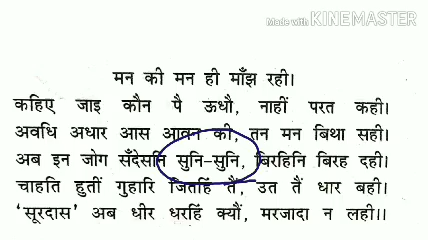 Made with KINEMASTER
मन की मन ही माँझ रही।
कहिए जाइ कौन पै ऊधौ, नाहीं परत कही।
अवधि अधार आस आवन की, तन मन बिथा सही।
अब इन जोग सँदेसनि सुनि-सुनि, बिरहिनि बिरह दही।
चाहति हुतीं गुहारि जितहिं तैं, उत तैं धार बही।
'सूरदास' अब धीर धरहिं क्यौं, मरजादा न लही।।